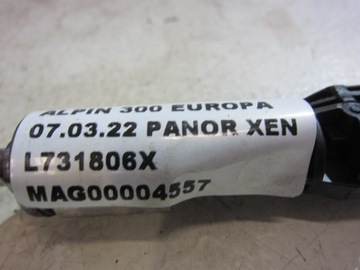 ALPIN 300 EUROPA
07.03.22 PANOR XEN
L731806X
MAG00004557